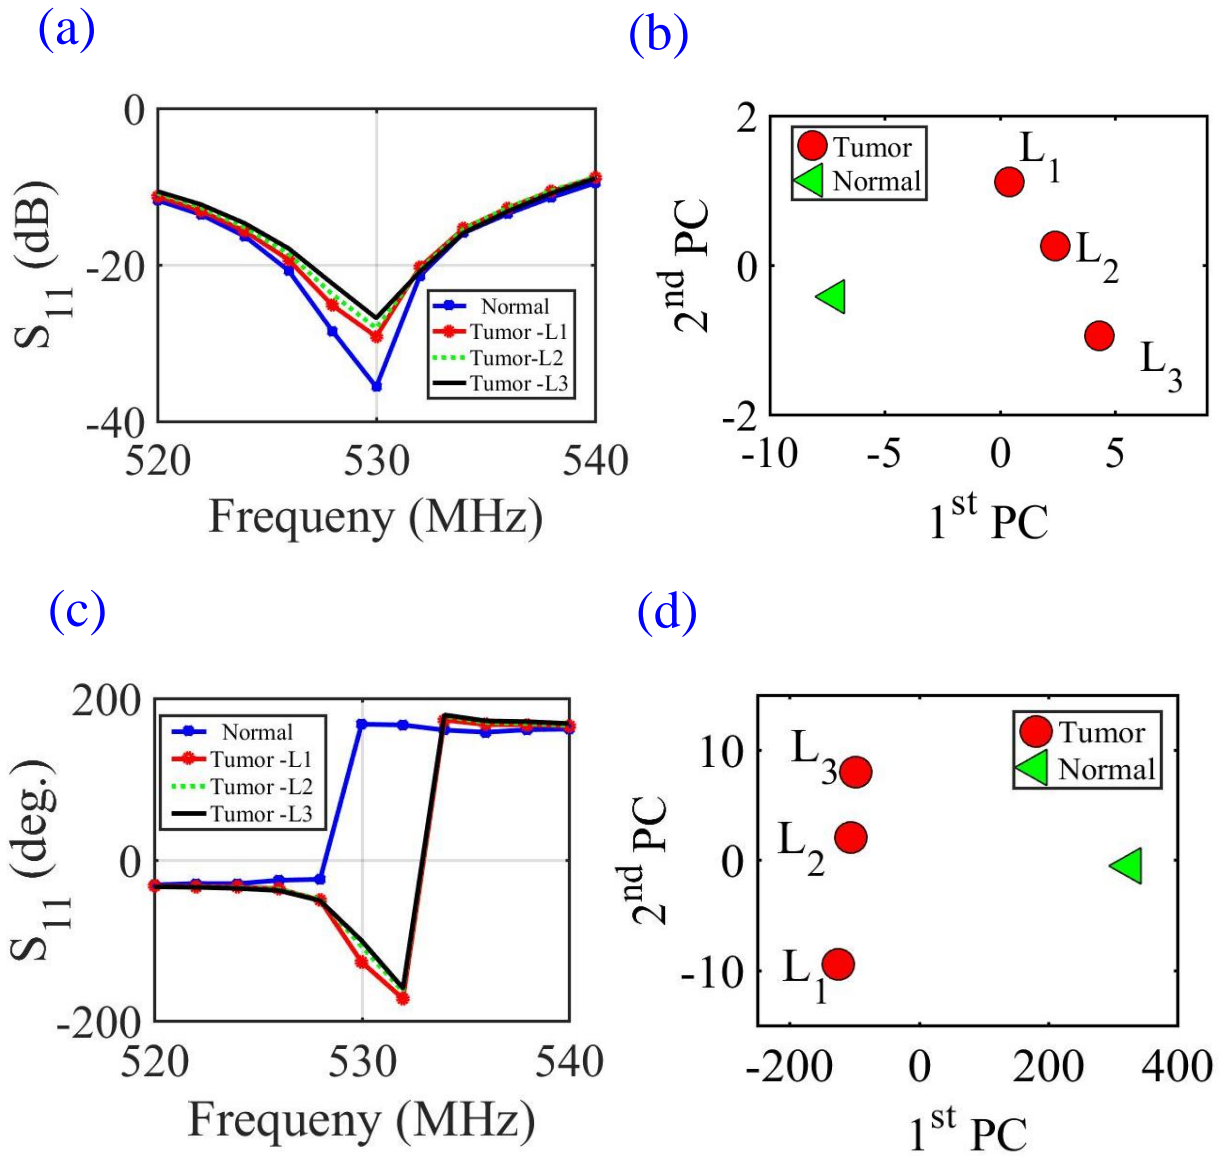 (a)
0
-20
-40
S11 (dB)
Normal
Tumor -L1
Tumor-L2
Tumor -L3
520 530 540
Frequeny (MHz)
(b)
2
0
-2
2nd PC
Tumor
Normal
L1
L2
L3
-10 -5 0 5
1st PC
(c)
200
0
-200
S11 (deg.)
Normal
Tumor -L1
Tumor -L2
Tumor -L3
520 530 540
Frequeny (MHz)
(d)
10
0
-10
2nd PC
Tumor
Normal
L3
L2
L1
-200 0 200 400
1st PC